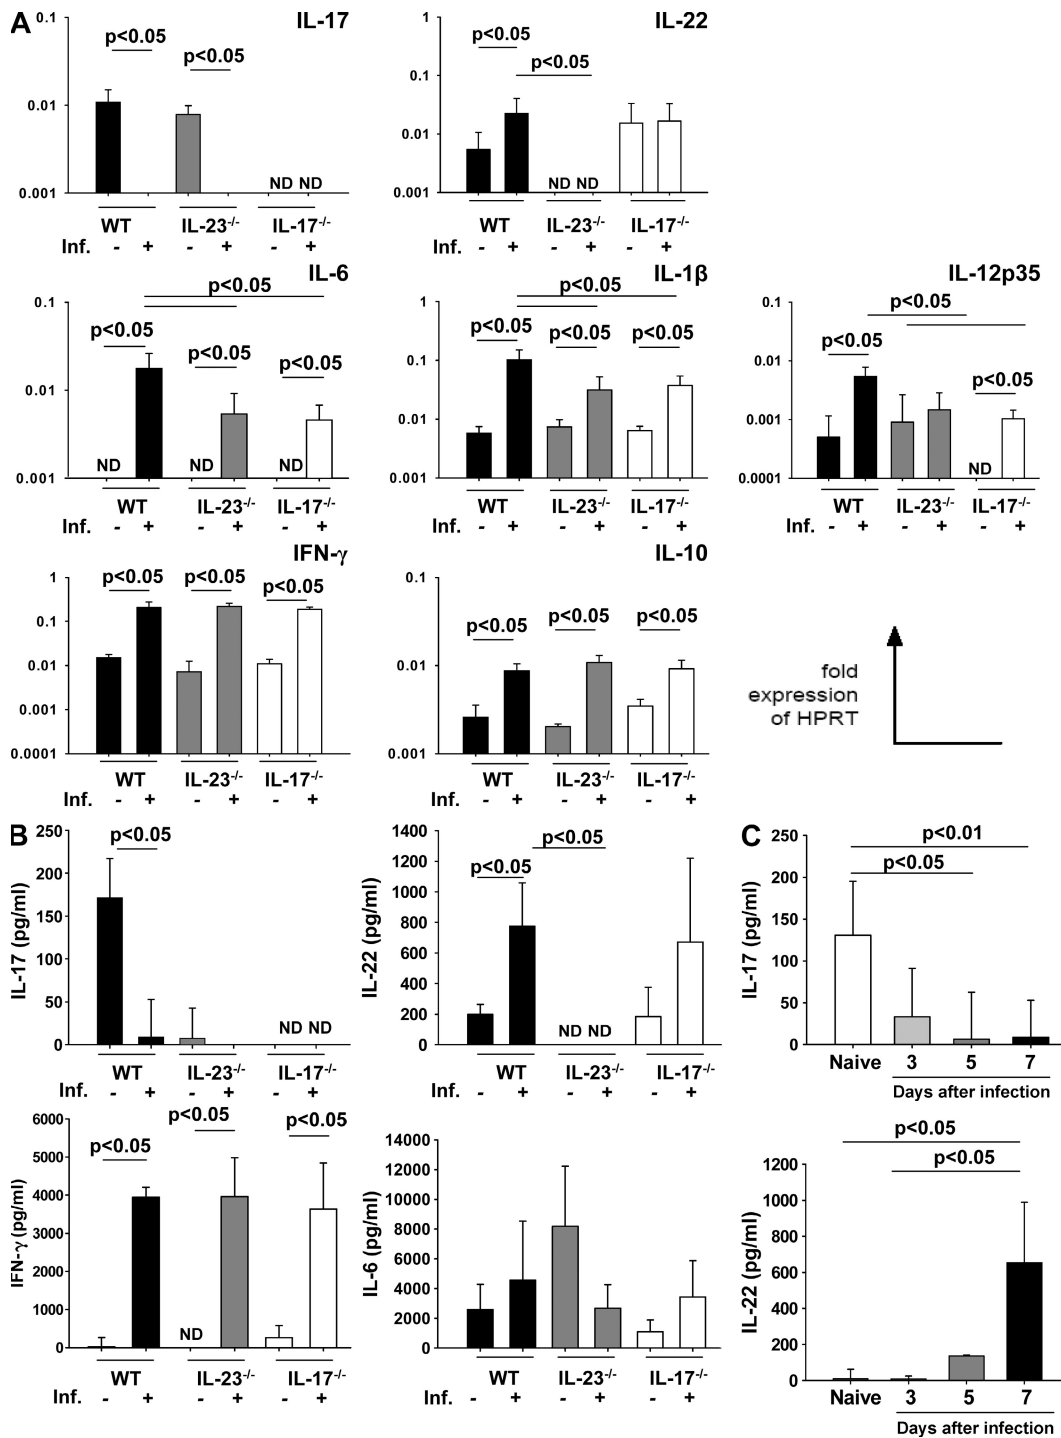 A
IL-17
0.1
0.01
0.001
p<0.05
p<0.05
ND ND
WT IL-23-/- IL-17-/-
Inf. - + - + - +
IL-22
1
0.1
0.01
0.001
p<0.05
p<0.05
ND ND
WT IL-23-/- IL-17-/-
- + - + - +
IL-6
0.1
0.01
0.001
p<0.05
p<0.05
p<0.05
p<0.05
ND ND ND
WT IL-23-/- IL-17-/-
Inf. - + - + - +
IL-1β
1
0.1
0.01
0.001
p<0.05
p<0.05
p<0.05
p<0.05
WT IL-23-/- IL-17-/-
Inf. - + - + - +
IL-12p35
0.1
0.01
0.001
0.0001
p<0.05
p<0.05
p<0.05
ND
WT IL-23-/- IL-17-/-
Inf. - + - + - +
IFN-γ
1
0.1
0.01
0.001
0.0001
p<0.05
p<0.05
p<0.05
WT IL-23-/- IL-17-/-
Inf. - + - + - +
IL-10
0.1
0.01
0.001
p<0.05
p<0.05
p<0.05
WT IL-23-/- IL-17-/-
Inf. - + - + - +
fold
expression
of HPRT
B
IL-17 (pg/ml)
250
200
150
100
50
0
p<0.05
ND ND
WT IL-23-/- IL-17-/-
Inf. - + - + - +
IL-22 (pg/ml)
1400
1200
1000
800
600
400
200
0
p<0.05
p<0.05
ND ND
WT IL-23-/- IL-17-/-
Inf. - + - + - +
C
IL-17 (pg/ml)
250
200
150
100
50
0
p<0.01
p<0.05
Naive 3 5 7
Days after infection
IFN-γ (pg/ml)
6000
5000
4000
3000
2000
1000
0
p<0.05
p<0.05
p<0.05
ND
WT IL-23-/- IL-17-/-
Inf. - + - + - +
IL-6 (pg/ml)
14000
12000
10000
8000
6000
4000
2000
0
WT IL-23-/- IL-17-/-
Inf. - + - + - +
IL-22 (pg/ml)
1200
1000
800
600
400
200
0
p<0.05
p<0.05
Naive 3 5 7
Days after infection